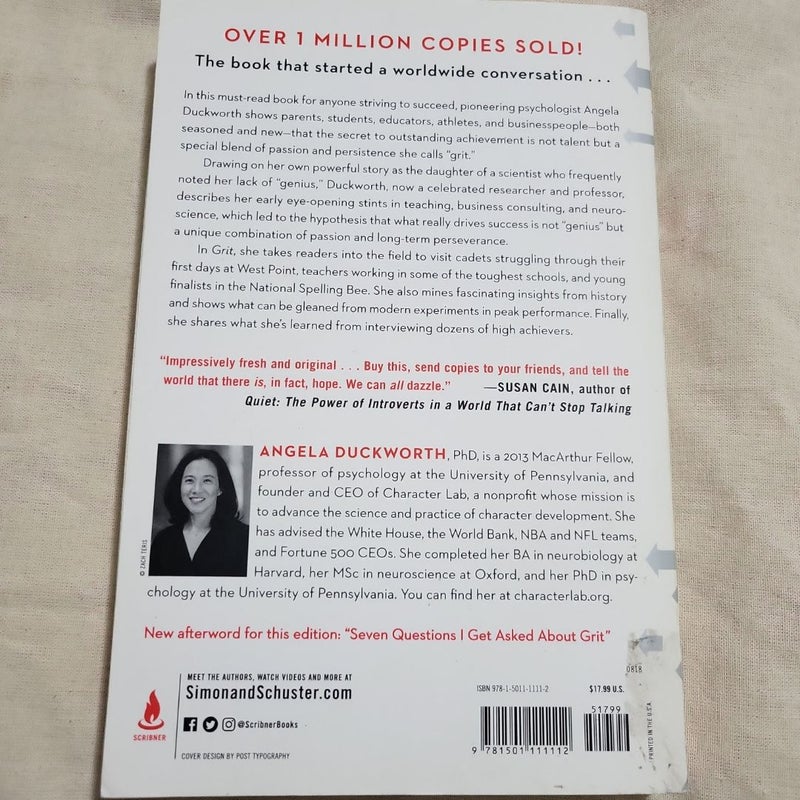 OVER 1 MILLION COPIES SOLD!
The book that started a worldwide conversation . . .
In this must-read book for anyone striving to succeed, pioneering psychologist Angela
Duckworth shows parents, students, educators, athletes, and businesspeople—both
seasoned and new—that the secret to outstanding achievement is not talent but a
special blend of passion and persistence she calls "grit."
Drawing on her own powerful story as the daughter of a scientist who frequently
noted her lack of "genius," Duckworth, now a celebrated researcher and professor,
describes her early eye-opening stints in teaching, business consulting, and neuro-
science, which led to the hypothesis that what really drives success is not "genius" but
a unique combination of passion and long-term perseverance.
In Grit, she takes readers into the field to visit cadets struggling through their
first days at West Point, teachers working in some of the toughest schools, and young
finalists in the National Spelling Bee. She also mines fascinating insights from history
and shows what can be gleaned from modern experiments in peak performance. Finally,
she shares what she's learned from interviewing dozens of high achievers.
"Impressively fresh and original . . . Buy this, send copies to your friends, and tell the
world that there is, in fact, hope. We can all dazzle." —SUSAN CAIN, author of
Quiet: The Power of Introverts in a World That Can't Stop Talking
© ZACH TERIS
ANGELA DUCKWORTH, PhD, is a 2013 MacArthur Fellow,
professor of psychology at the University of Pennsylvania, and
founder and CEO of Character Lab, a nonprofit whose mission is
to advance the science and practice of character development. She
has advised the White House, the World Bank, NBA and NFL teams,
and Fortune 500 CEOs. She completed her BA in neurobiology at
Harvard, her MSc in neuroscience at Oxford, and her PhD in psy-
chology at the University of Pennsylvania. You can find her at characterlab.org.
New afterword for this edition: "Seven Questions I Get Asked About Grit"
0818
SCRIBNER
MEET THE AUTHORS, WATCH VIDEOS AND MORE AT
SimonandSchuster.com
@ScribnerBooks
COVER DESIGN BY POST TYPOGRAPHY
ISBN 978-1-5011-1111-2
$17.99 U.S.
51799
9 781501 111112
PRINTED IN THE U.S.A.